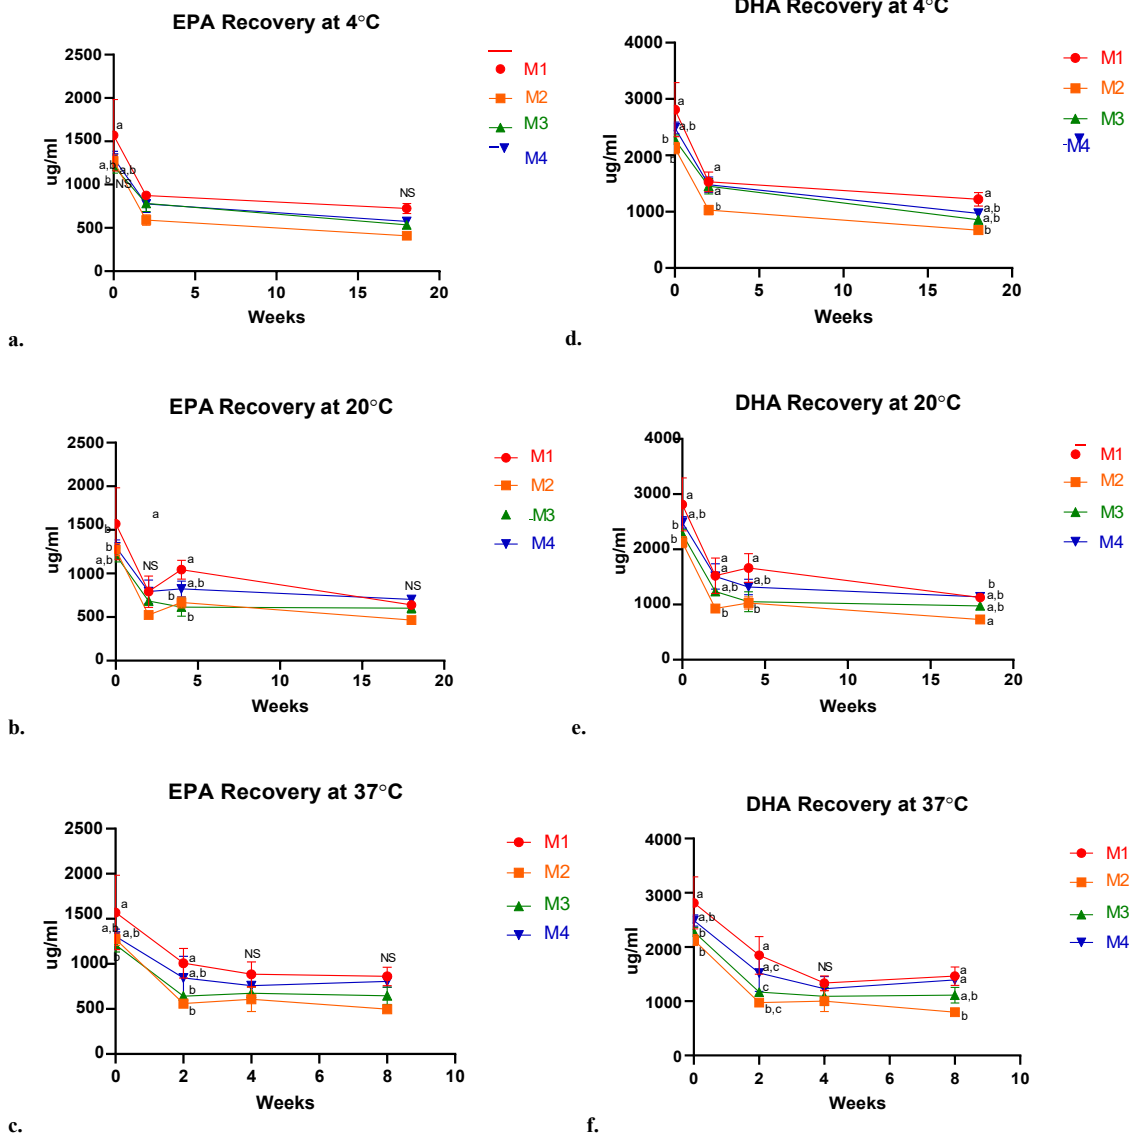 EPA Recovery at 4°C
2500
2000
1500
1000
500
0
ug/ml
a
a,b
a,b
b
NS
NS
0 5 10 15 20
Weeks
M1
M2
M3
M4
a.
DHA Recovery at 4°C
4000
3000
2000
1000
0
ug/ml
a
a,b
b
b
a
a
b
a
a,b
a,b
b
0 5 10 15 20
Weeks
M1
M2
M3
M4
d.
EPA Recovery at 20°C
2500
2000
1500
1000
500
0
ug/ml
a
b
b
a,b
NS
a
a,b
b
b
NS
0 5 10 15 20
Weeks
M1
M2
M3
M4
b.
DHA Recovery at 20°C
4000
3000
2000
1000
0
ug/ml
a
a,b
b
b
a
a
a,b
b
a
a,b
b
b
a,b
a,b
a
0 5 10 15 20
Weeks
M1
M2
M3
M4
e.
EPA Recovery at 37°C
2500
2000
1500
1000
500
0
ug/ml
a
a,b
a,b
b
a
a,b
b
b
NS
NS
0 2 4 6 8 10
Weeks
M1
M2
M3
M4
c.
DHA Recovery at 37°C
4000
3000
2000
1000
0
ug/ml
a
a,b
b
b
a
a,c
c
b,c
NS
a
a
a,b
b
0 2 4 6 8 10
Weeks
M1
M2
M3
M4
f.